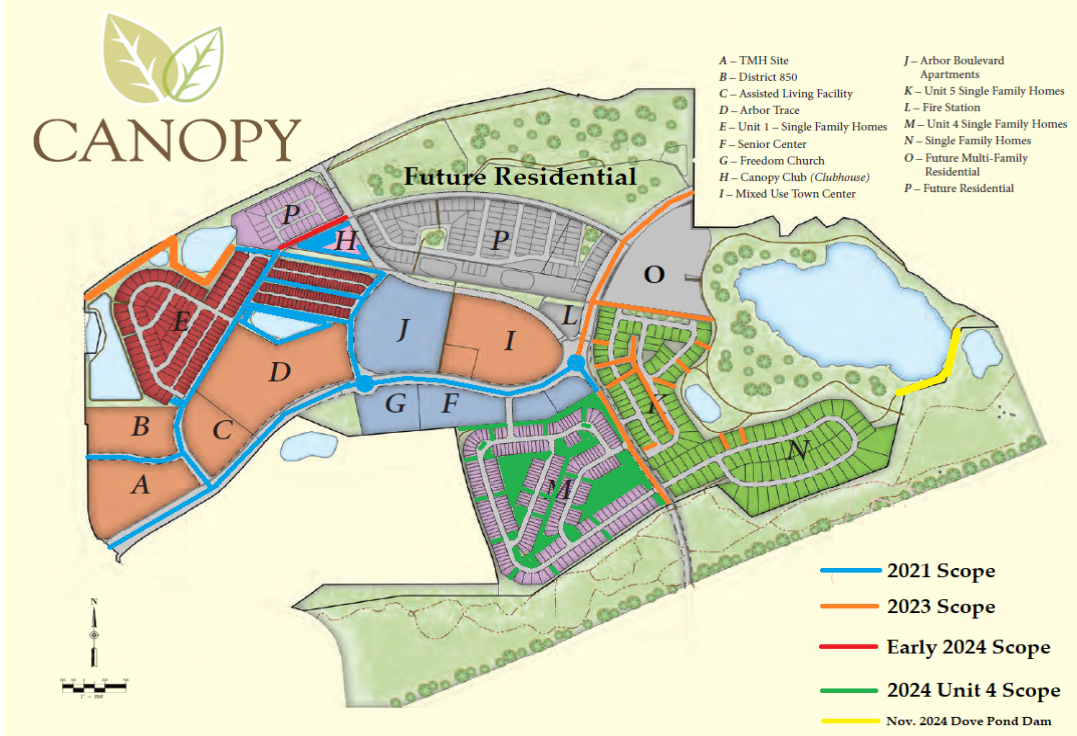 CANOPY
A – TMH Site
B – District 850
C – Assisted Living Facility
D – Arbor Trace
E – Unit 1 – Single Family Homes
F – Senior Center
G – Freedom Church
H – Canopy Club (Clubhouse)
I – Mixed Use Town Center
J – Arbor Boulevard
Apartments
K – Unit 5 Single Family Homes
L – Fire Station
M – Unit 4 Single Family Homes
N – Single Family Homes
O – Future Multi-Family
Residential
P – Future Residential
Future Residential
P
H
P
O
E
J
I
L
D
G
F
K
B
C
N
A
M
2021 Scope
2023 Scope
Early 2024 Scope
2024 Unit 4 Scope
Nov. 2024 Dove Pond Dam
N